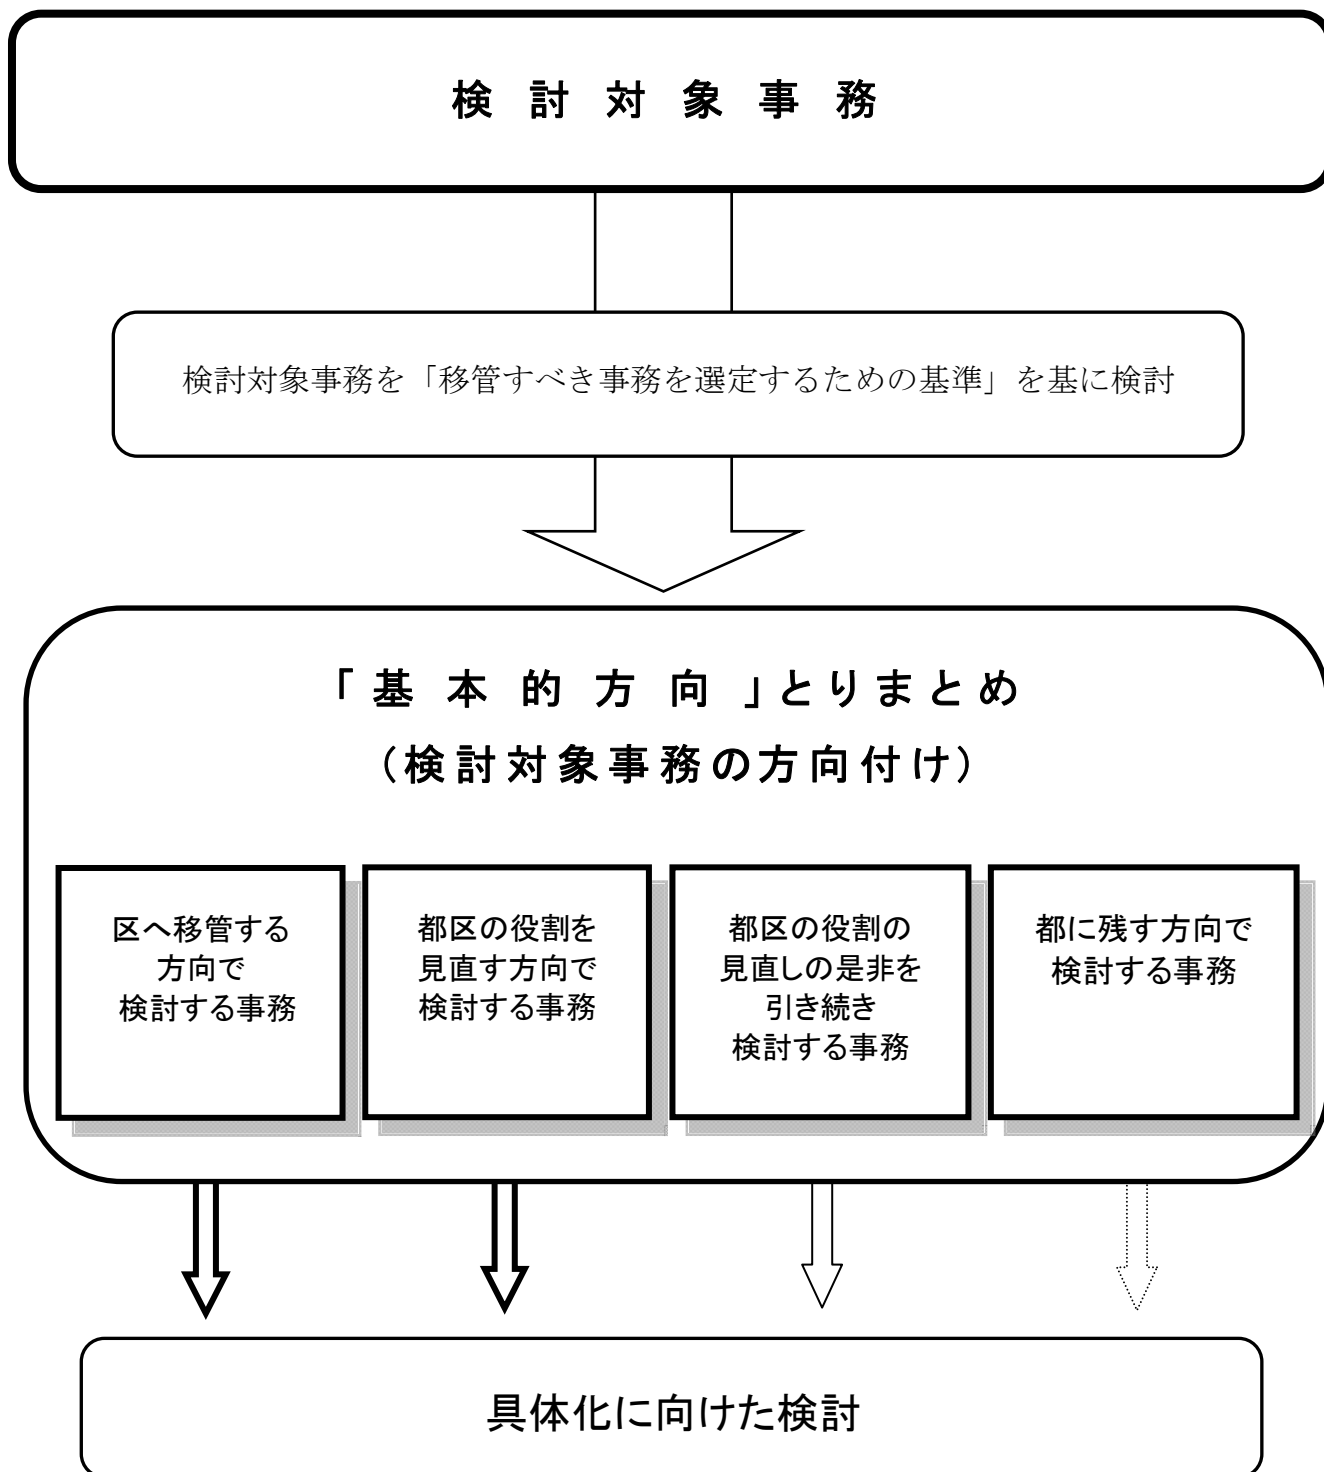 検討対象事務
検討対象事務を「移管すべき事務を選定するための基準」を基に検討
「基本的方向」とりまとめ
（検討対象事務の方向付け）
区へ移管する
方向で
検討する事務
都区の役割を
見直す方向で
検討する事務
都区の役割の
見直しの是非を
引き続き
検討する事務
都に残す方向で
検討する事務
具体化に向けた検討